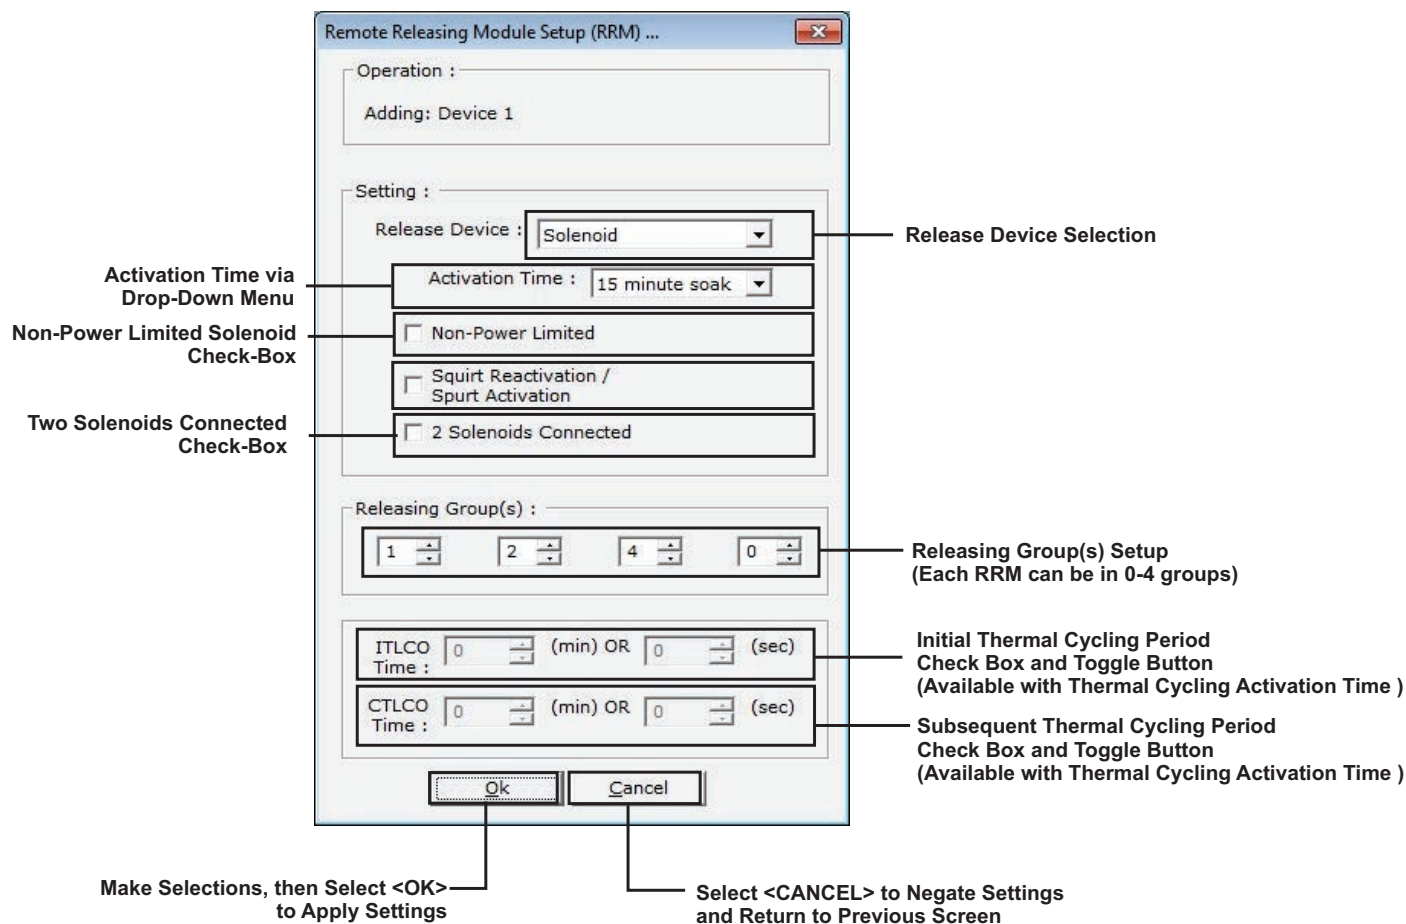 Remote Releasing Module Setup (RRM) ...
Operation :
Adding: Device 1
Setting :
Release Device :
Solenoid
Release Device Selection
Activation Time via
Drop-Down Menu
Activation Time :
15 minute soak
Non-Power Limited Solenoid
Check-Box
Non-Power Limited
Squirt Reactivation /
Spurt Activation
Two Solenoids Connected
Check-Box
2 Solenoids Connected
Releasing Group(s) :
1 2 4 0
Releasing Group(s) Setup
(Each RRM can be in 0-4 groups)
ITLCO
Time :
0 (min) OR 0 (sec)
Initial Thermal Cycling Period
Check Box and Toggle Button
(Available with Thermal Cycling Activation Time )
CTLCO
Time :
0 (min) OR 0 (sec)
Subsequent Thermal Cycling Period
Check Box and Toggle Button
(Available with Thermal Cycling Activation Time )
Ok
Cancel
Make Selections, then Select <OK>
to Apply Settings
Select <CANCEL> to Negate Settings
and Return to Previous Screen